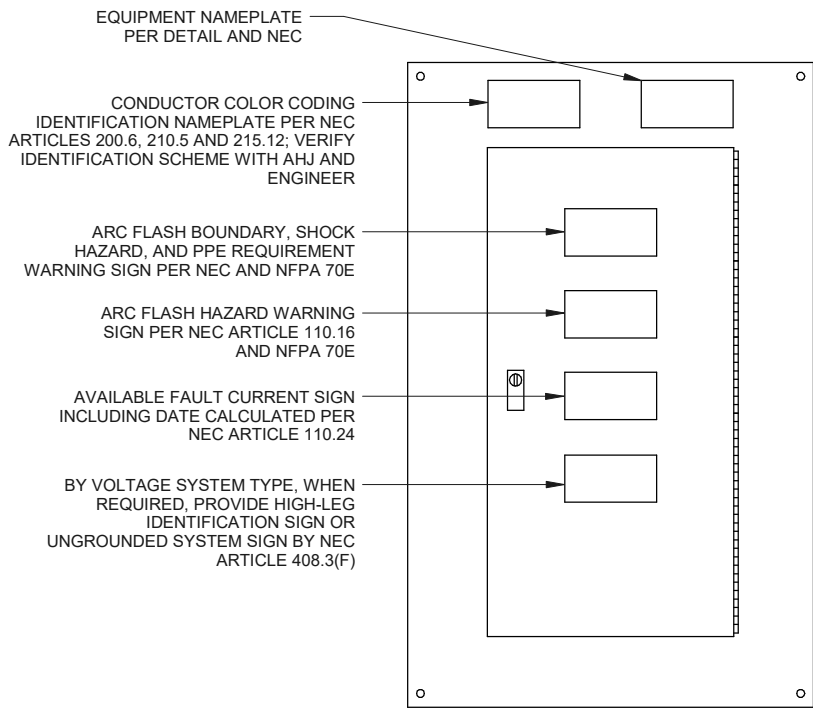 EQUIPMENT NAMEPLATE
PER DETAIL AND NEC
CONDUCTOR COLOR CODING
IDENTIFICATION NAMEPLATE PER NEC
ARTICLES 200.6, 210.5 AND 215.12; VERIFY
IDENTIFICATION SCHEME WITH AHJ AND
ENGINEER
ARC FLASH BOUNDARY, SHOCK
HAZARD, AND PPE REQUIREMENT
WARNING SIGN PER NEC AND NFPA 70E
ARC FLASH HAZARD WARNING
SIGN PER NEC ARTICLE 110.16
AND NFPA 70E
AVAILABLE FAULT CURRENT SIGN
INCLUDING DATE CALCULATED PER
NEC ARTICLE 110.24
BY VOLTAGE SYSTEM TYPE, WHEN
REQUIRED, PROVIDE HIGH-LEG
IDENTIFICATION SIGN OR
UNGROUNDED SYSTEM SIGN BY NEC
ARTICLE 408.3(F)